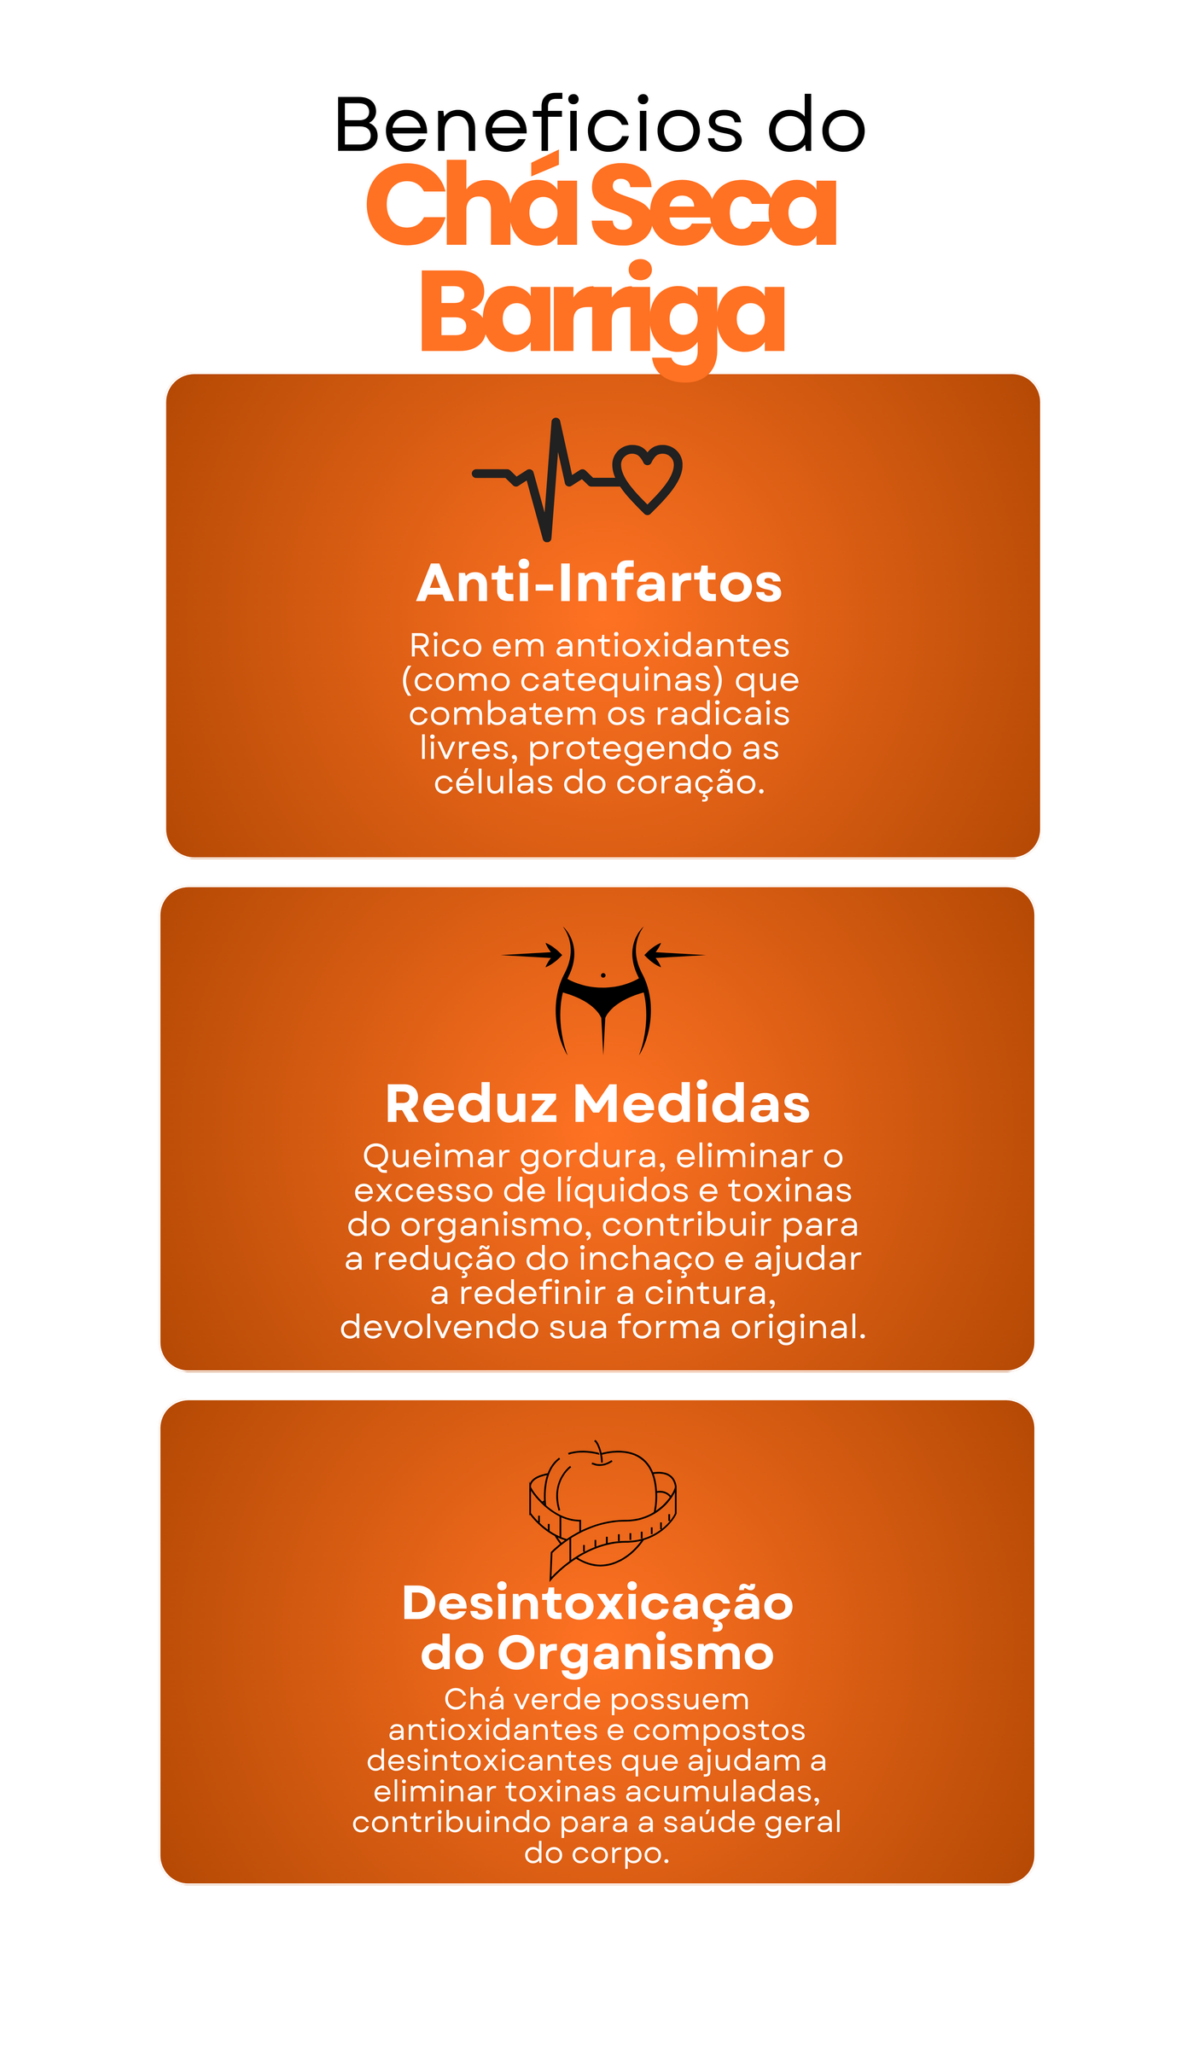 Beneficios do
Chá Seca
Barriga
Anti-Infartos
Rico em antioxidantes
(como catequinas) que
combatem os radicais
livres, protegendo as
células do coração.
Reduz Medidas
Queimar gordura, eliminar o
excesso de líquidos e toxinas
do organismo, contribuir para
a redução do inchaço e ajudar
a redefinir a cintura,
devolvendo sua forma original.
Desintoxicação
do Organismo
Chá verde possuem
antioxidantes e compostos
desintoxicantes que ajudam a
eliminar toxinas acumuladas,
contribuindo para a saúde geral
do corpo.